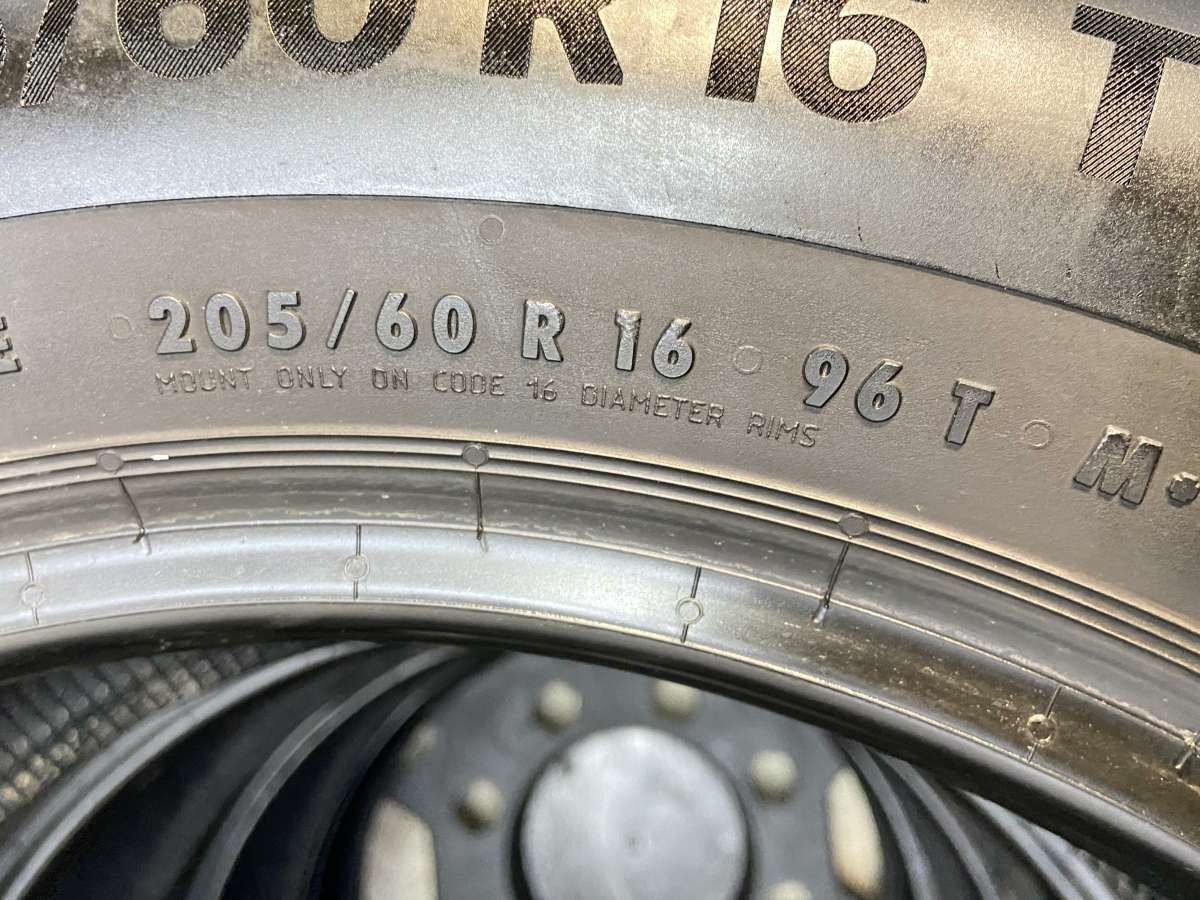 /60 R 16 T
205/60 R 16 96 T M
MOUNT ONLY ON CODE 16 DIAMETER RIMS